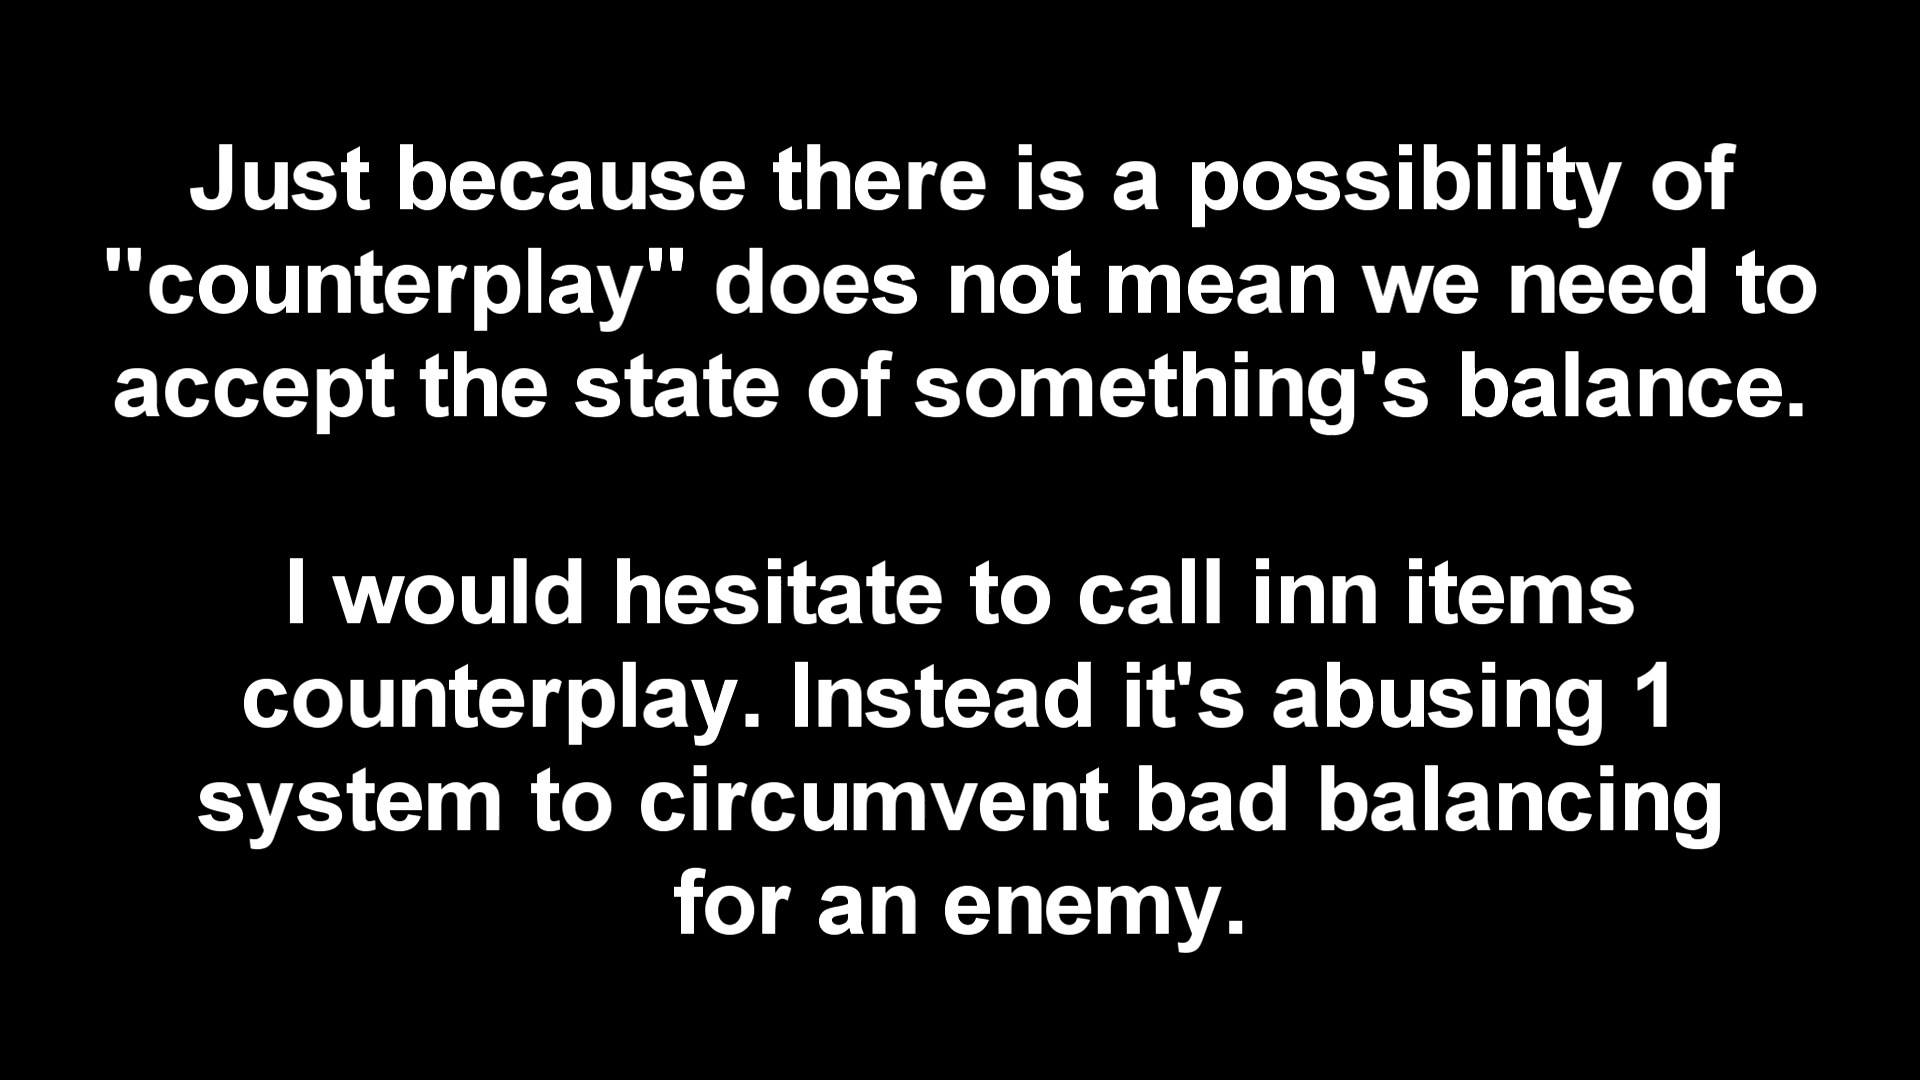 Just because there is a possibility of
"counterplay" does not mean we need to
accept the state of something's balance.
I would hesitate to call inn items
counterplay. Instead it's abusing 1
system to circumvent bad balancing
for an enemy.